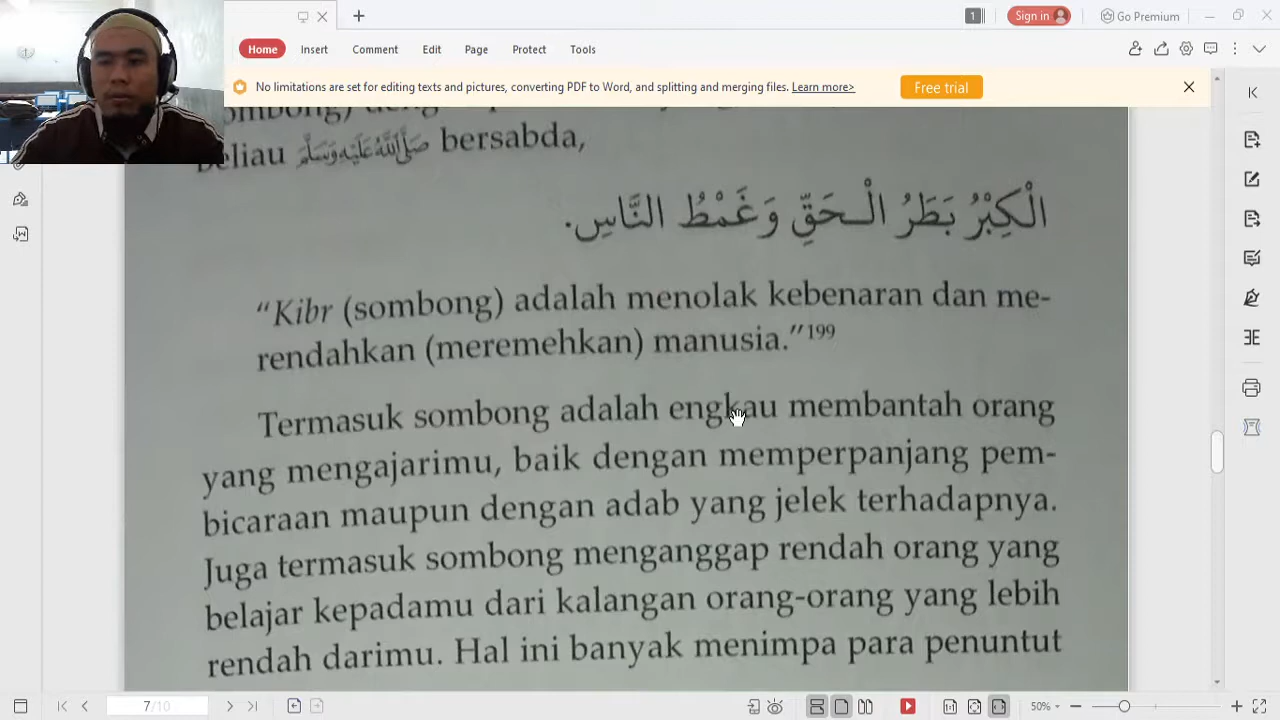 1
Sign in
Go Premium
Home
Insert
Comment
Edit
Page
Protect
Tools
No limitations are set for editing texts and pictures, converting PDF to Word, and splitting and merging files. Learn more>
Free trial
beliau صَلَّى اللَّهُ عَلَيْهِ وَسَلَّمَ bersabda,
الْكِبْرُ بَطَرُ الْـحَقِّ وَغَمْطُ النَّاسِ.
“Kibr (sombong) adalah menolak kebenaran dan me-
rendahkan (meremehkan) manusia.”199
Termasuk sombong adalah engkau membantah orang
yang mengajarimu, baik dengan memperpanjang pem-
bicaraan maupun dengan adab yang jelek terhadapnya.
Juga termasuk sombong menganggap rendah orang yang
belajar kepadamu dari kalangan orang-orang yang lebih
rendah darimu. Hal ini banyak menimpa para penuntut
7/10
50%